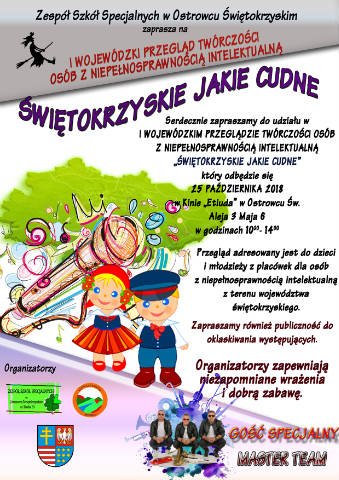 Zespół Szkół Specjalnych w Ostrowcu Świętokrzyskim
zaprasza na
I WOJEWÓDZKI PRZEGLĄD TWÓRCZOŚCI
OSÓB Z NIEPEŁNOSPRAWNOŚCIĄ INTELEKTUALNĄ
ŚWIĘTOKRZYSKIE JAKIE CUDNE
Serdecznie zapraszamy do udziału w
I WOJEWÓDZKIM PRZEGLĄDZIE TWÓRCZOŚCI OSÓB
Z NIEPEŁNOSPRAWNOŚCIĄ INTELEKTUALNĄ
„ŚWIĘTOKRZYSKIE JAKIE CUDNE”
który odbędzie się
25 PAŹDZIERNIKA 2018
w Kinie „Etiuda” w Ostrowcu Św.
Aleja 3 Maja 6
w godzinach 10⁰⁰- 14³⁰
Przegląd adresowany jest do dzieci
i młodzieży z placówek dla osób
z niepełnosprawnością intelektualną
z terenu województwa
świętokrzyskiego.
Zapraszamy również publiczność do
oklaskiwania występujących.
Organizatorzy
Organizatorzy zapewniają
niezapomniane wrażenia
i dobrą zabawę.
ZESPÓŁ SZKÓŁ SPECJALNYCH
GOŚĆ SPECJALNY
MASTER TEAM